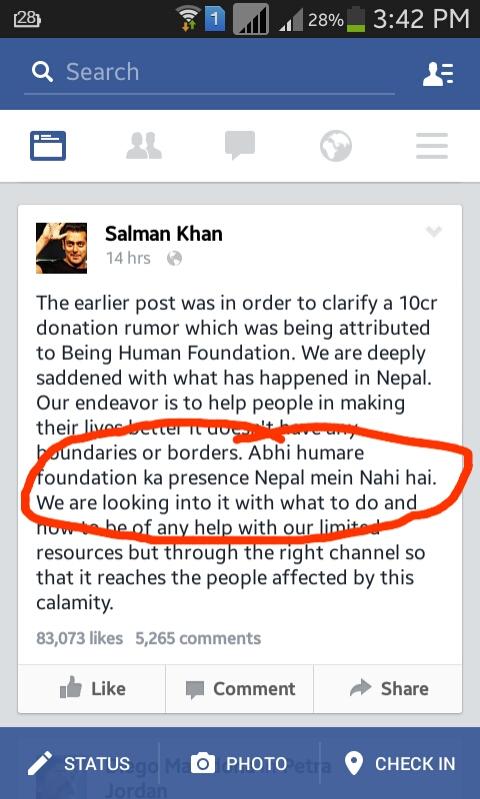 28
1
28% 3:42 PM
Search
Salman Khan
14 hrs
The earlier post was in order to clarify a 10cr
donation rumor which was being attributed
to Being Human Foundation. We are deeply
saddened with what has happened in Nepal.
Our endeavor is to help people in making
their lives better it doesn't have any
boundaries or borders. Abhi humare
foundation ka presence Nepal mein Nahi hai.
We are looking into it with what to do and
how to be of any help with our limited
resources but through the right channel so
that it reaches the people affected by this
calamity.
83,073 likes 5,265 comments
Like Comment Share
Petra
Jordan
STATUS PHOTO CHECK IN